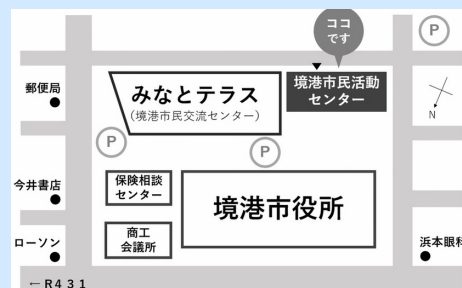 ココ
です
P
郵便局
みなとテラス
（境港市民交流センター）
境港市民活動
センター
N
P
P
今井書店
保険相談
センター
境港市役所
ローソン
商工
会議所
浜本眼科
←R431